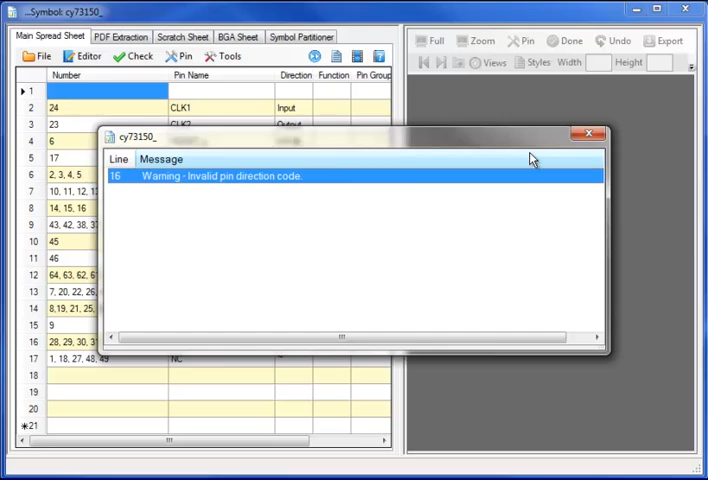 ...Symbol: cy73150_
Main Spread Sheet PDF Extraction Scratch Sheet BGA Sheet Symbol Partitioner
File Editor Check Pin Tools
Full Zoom Pin Done Undo Export
Views Styles Width Height
Number Pin Name Direction Function Pin Group
1
2 24 CLK1 Input
3 23 CLK2 Output
4 6
5 17
6 2, 3, 4, 5
7 10, 11, 12, 13
8 14, 15, 16
9 43, 42, 38, 37
10 45
11 46
12 64, 63, 62, 61
13 7, 20, 22, 26,
14 8,19, 21, 25,
15 9
16 28, 29, 30, 31
17 1, 18, 27, 48, 49 NC
18
19
20
21
cy73150_
Line Message
16 Warning - Invalid pin direction code.